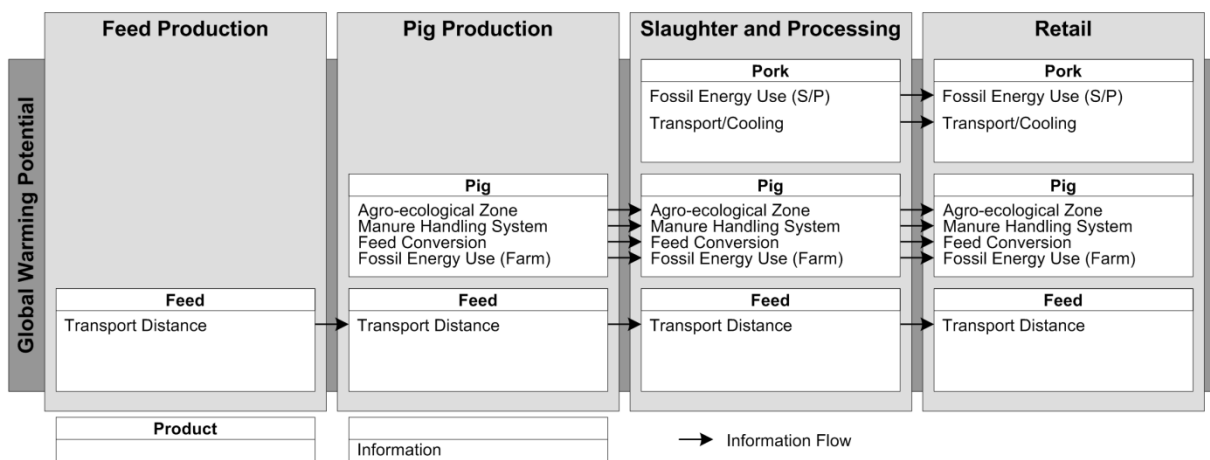 Feed Production
Pig Production
Slaughter and Processing
Retail
Global Warming Potential
Pork
Fossil Energy Use (S/P)
Transport/Cooling
Pork
Fossil Energy Use (S/P)
Transport/Cooling
Pig
Agro-ecological Zone
Manure Handling System
Feed Conversion
Fossil Energy Use (Farm)
Pig
Agro-ecological Zone
Manure Handling System
Feed Conversion
Fossil Energy Use (Farm)
Pig
Agro-ecological Zone
Manure Handling System
Feed Conversion
Fossil Energy Use (Farm)
Feed
Transport Distance
Feed
Transport Distance
Feed
Transport Distance
Feed
Transport Distance
Product
Information
Information Flow